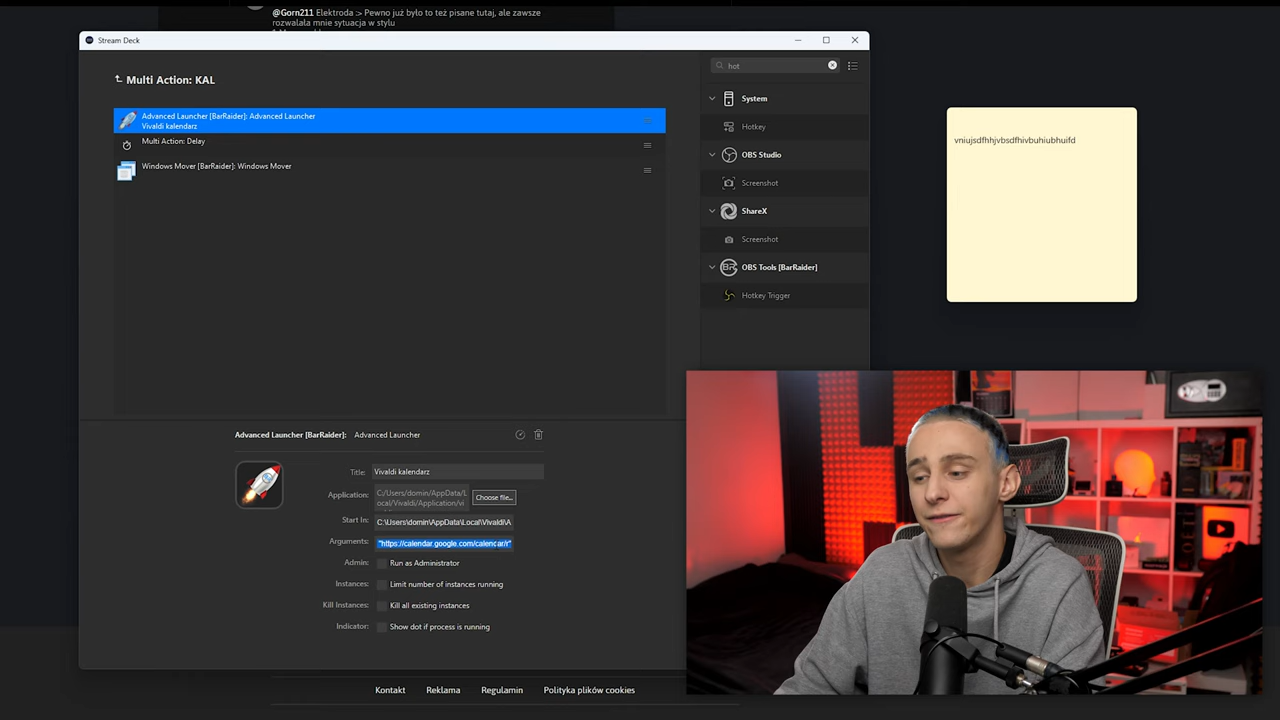 @Gorn211 Elektroda :> Pewno już było to też pisane tutaj, ale zawsze
rozwalała mnie sytuacja w stylu
Stream Deck
Multi Action: KAL
hot
Advanced Launcher [BarRaider]: Advanced Launcher
Vivaldi kalendarz
Multi Action: Delay
Windows Mover [BarRaider]: Windows Mover
System
Hotkey
OBS Studio
Screenshot
ShareX
Screenshot
OBS Tools [BarRaider]
Hotkey Trigger
vniujsdfhhjvbsdfhivbuhiubhuifd
Advanced Launcher [BarRaider]: Advanced Launcher
Title: Vivaldi kalendarz
Application: C:/Users/domin/AppData/L
ocal/Vivaldi/Application/vi
Choose file...
Start In: C:\Users\domin\AppData\Local\Vivaldi\A
Arguments: "https://calendar.google.com/calendar/r"
Admin: Run as Administrator
Instances: Limit number of instances running
Kill Instances: Kill all existing instances
Indicator: Show dot if process is running
Kontakt Reklama Regulamin Polityka plików cookies